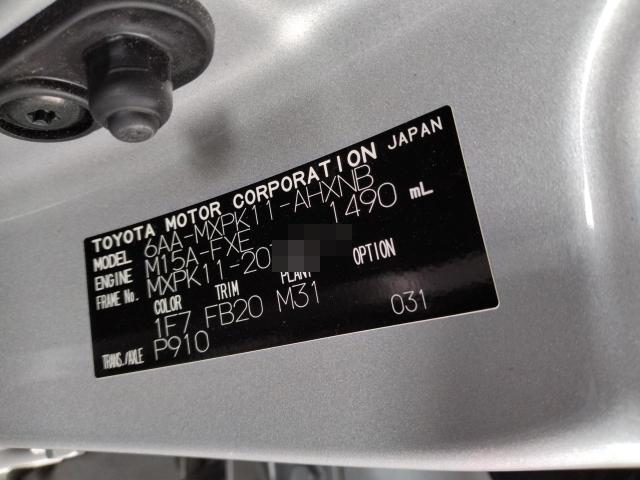 TOYOTA MOTOR CORPORATION JAPAN
MODEL 6AA-MXPK11-AHXNB
ENGINE M15A-FXE 1490 mL
FRAME No. MXPK11-20
COLOR TRIM PLANT OPTION
1F7 FB20 M31 031
TRANS./AXLE P910